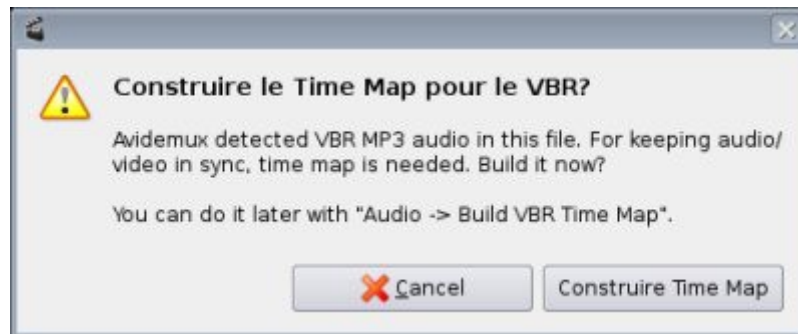 Construire le Time Map pour le VBR?
Avidemux detected VBR MP3 audio in this file. For keeping audio/
video in sync, time map is needed. Build it now?
You can do it later with "Audio -> Build VBR Time Map".
Cancel
Construire Time Map